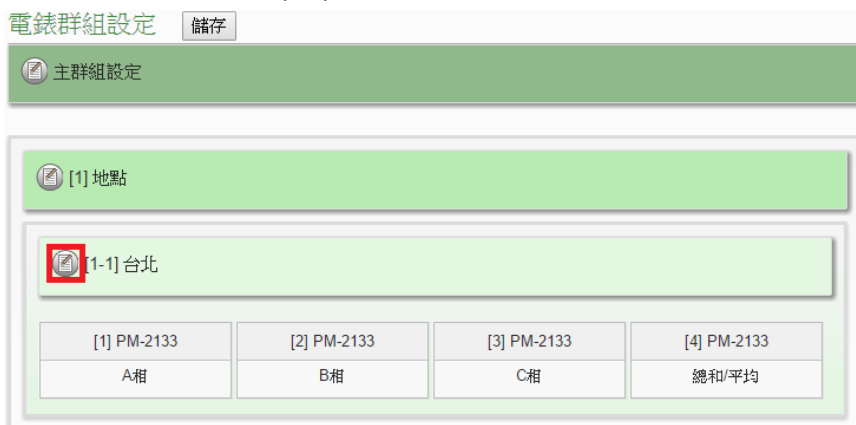 電錶群組設定 儲存
主群組設定
[1] 地點
[1-1] 台北
[1] PM-2133 [2] PM-2133 [3] PM-2133 [4] PM-2133
A相 B相 C相 總和/平均